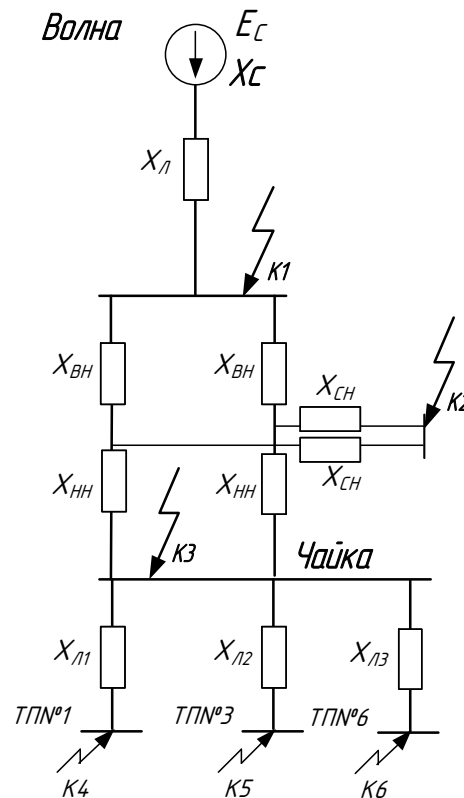 Волна
E_C
X_C
X_Л
K1
X_ВН
X_ВН
X_СН
K2
X_НН
X_НН
X_СН
K3
Чайка
X_Л1
X_Л2
X_Л3
ТП№1
ТП№3
ТП№6
K4
K5
K6